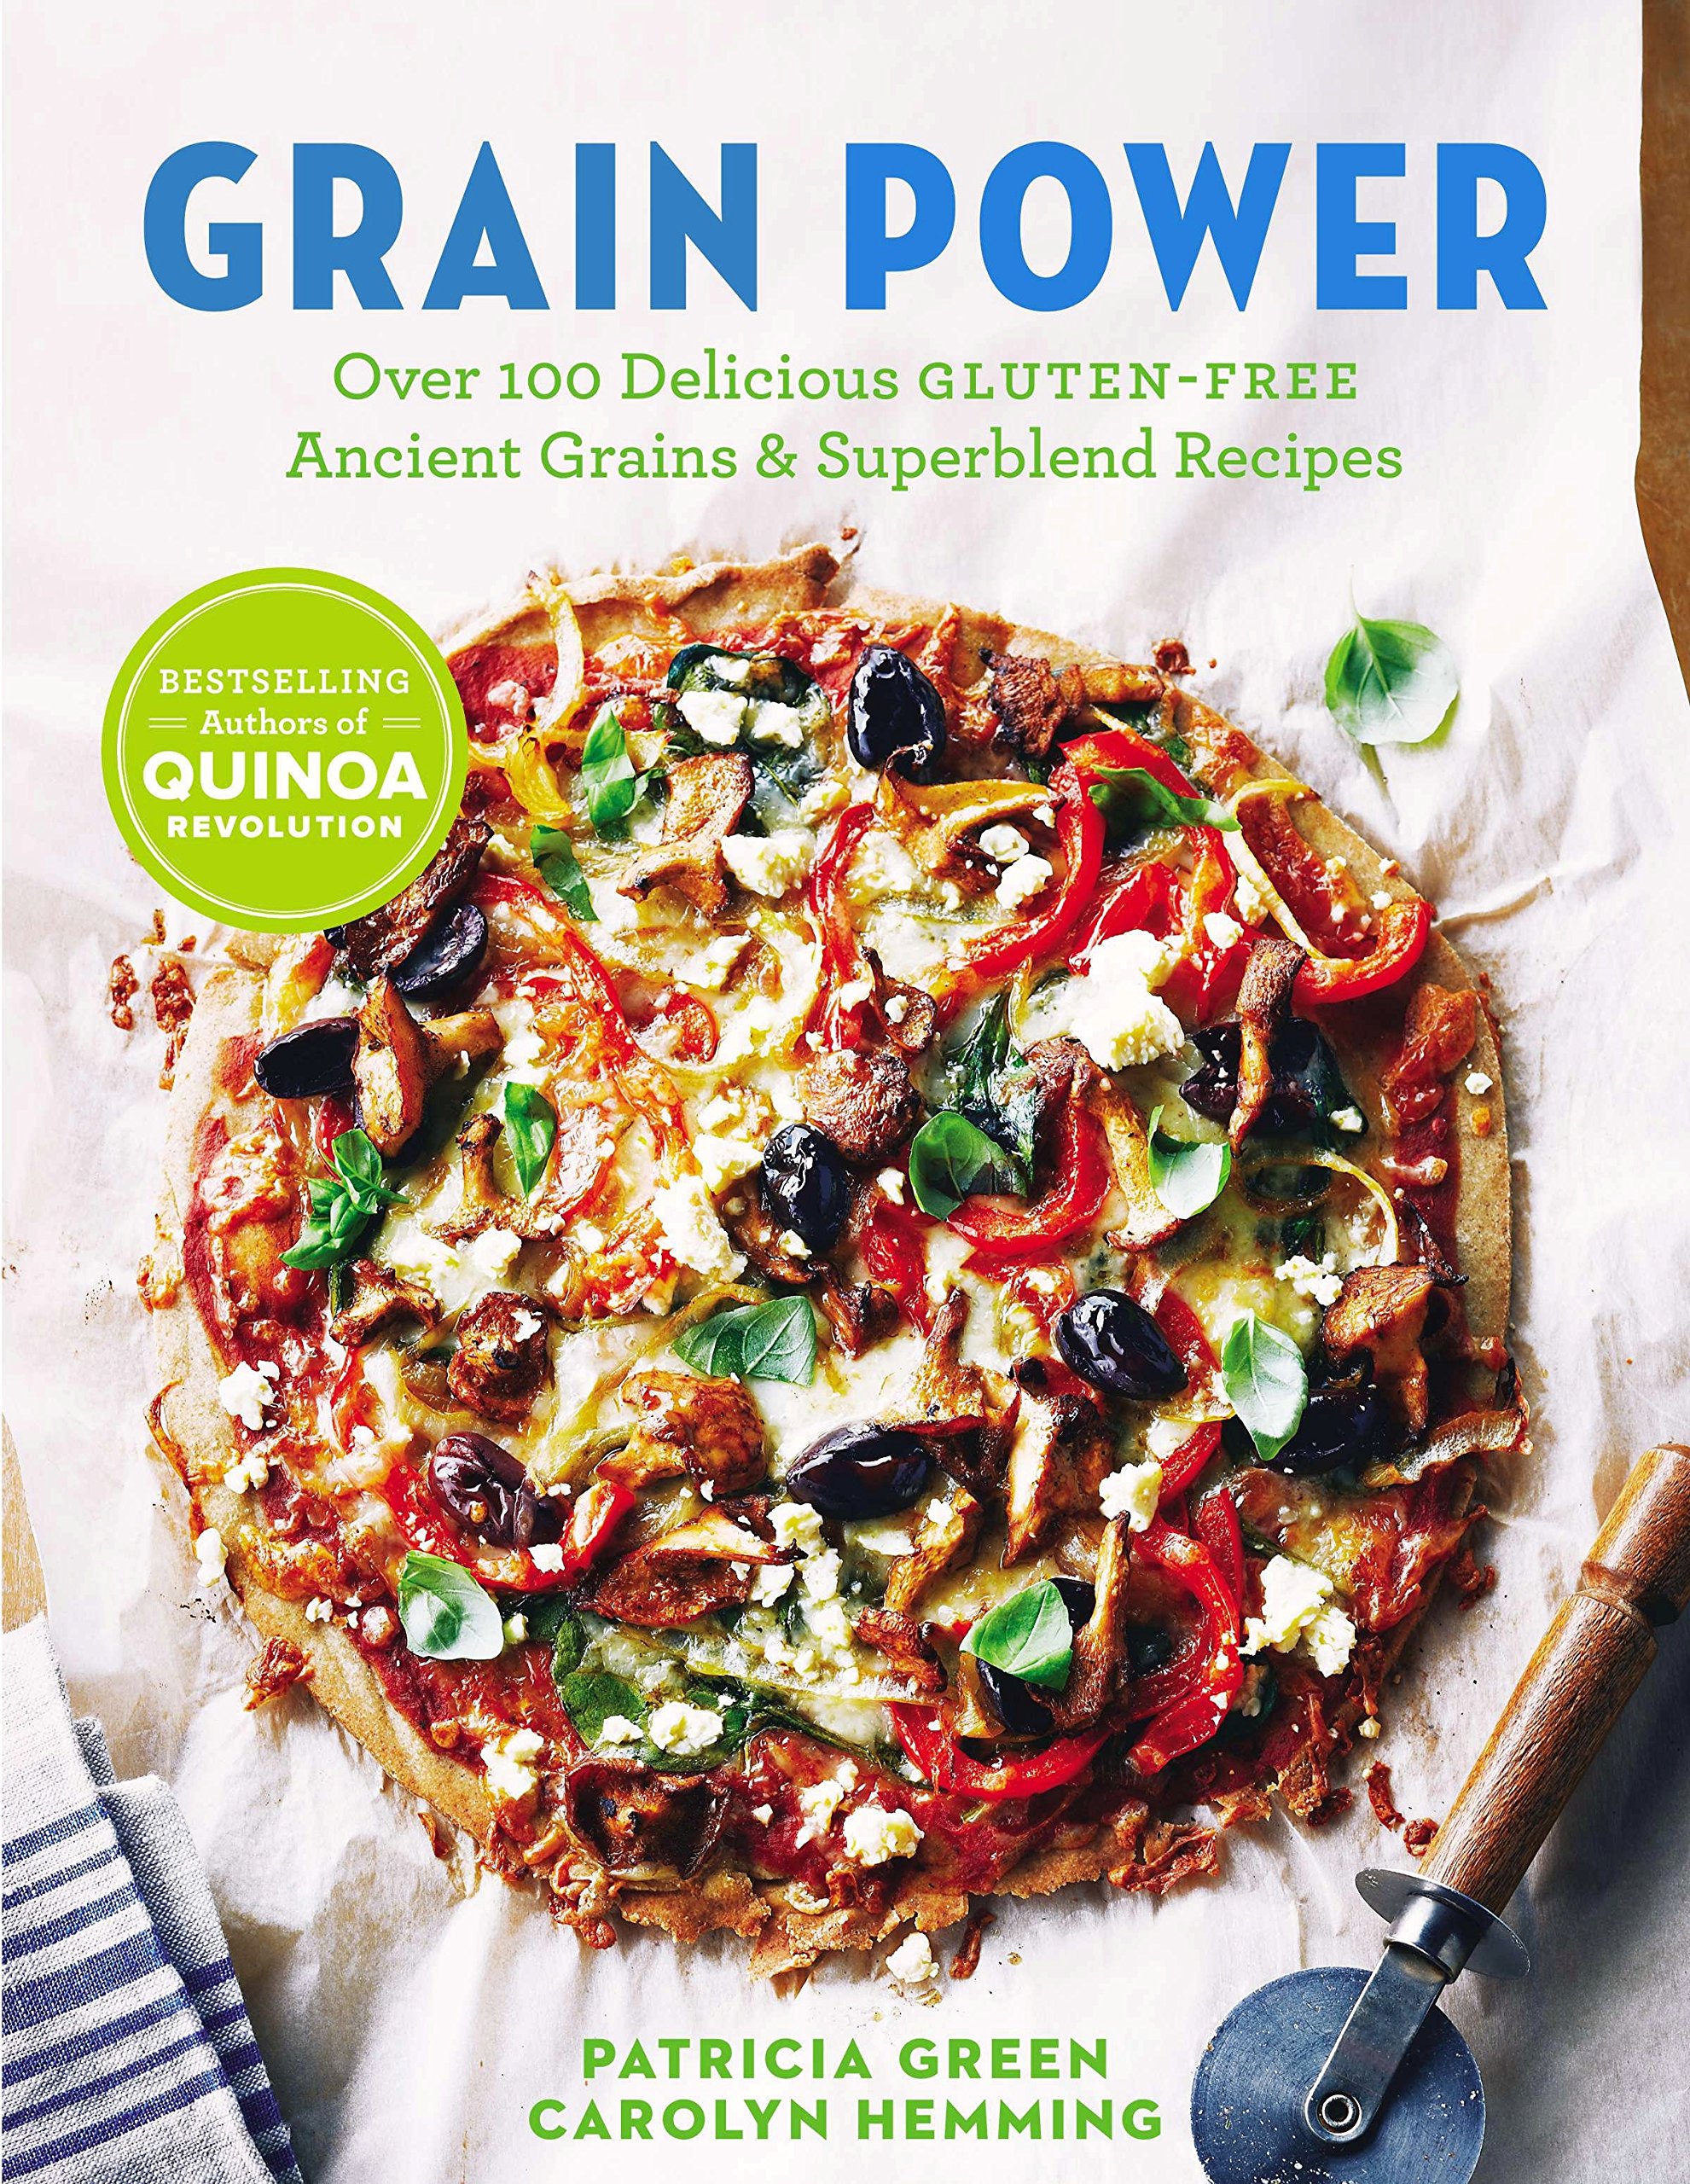 GRAIN POWER
Over 100 Delicious GLUTEN-FREE
Ancient Grains & Superblend Recipes
BESTSELLING
Authors of
QUINOA
REVOLUTION
PATRICIA GREEN
CAROLYN HEMMING